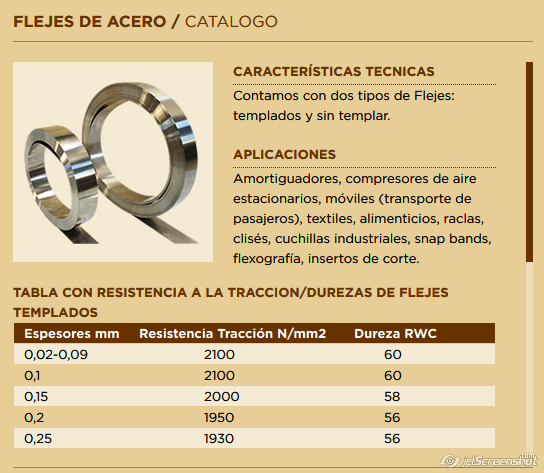 FLEJES DE ACERO / CATALOGO
CARACTERÍSTICAS TECNICAS
Contamos con dos tipos de Flejes:
templados y sin templar.
APLICACIONES
Amortiguadores, compresores de aire
estacionarios, móviles (transporte de
pasajeros), textiles, alimenticios, raclas,
clisés, cuchillas industriales, snap bands,
flexografía, insertos de corte.
TABLA CON RESISTENCIA A LA TRACCION/DUREZAS DE FLEJES
TEMPLADOS
Espesores mm Resistencia Tracción N/mm2 Dureza RWC
0,02-0,09 2100 60
0,1 2100 60
0,15 2000 58
0,2 1950 56
0,25 1930 56
jetScreenshot.com